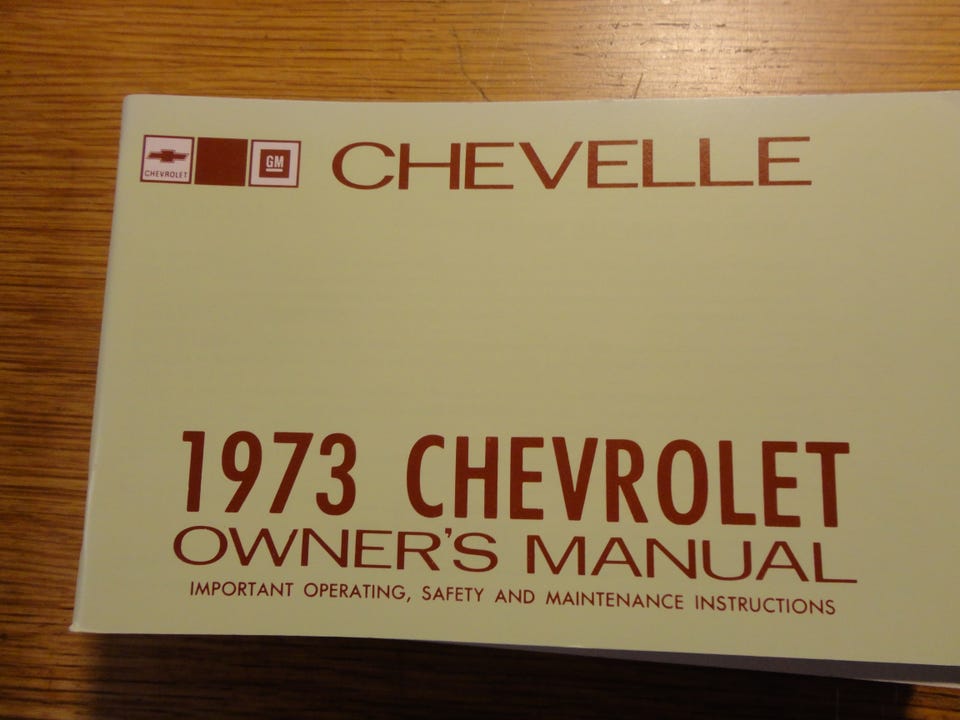 CHEVROLET
GM
CHEVELLE
1973 CHEVROLET
OWNER'S MANUAL
IMPORTANT OPERATING, SAFETY AND MAINTENANCE INSTRUCTIONS